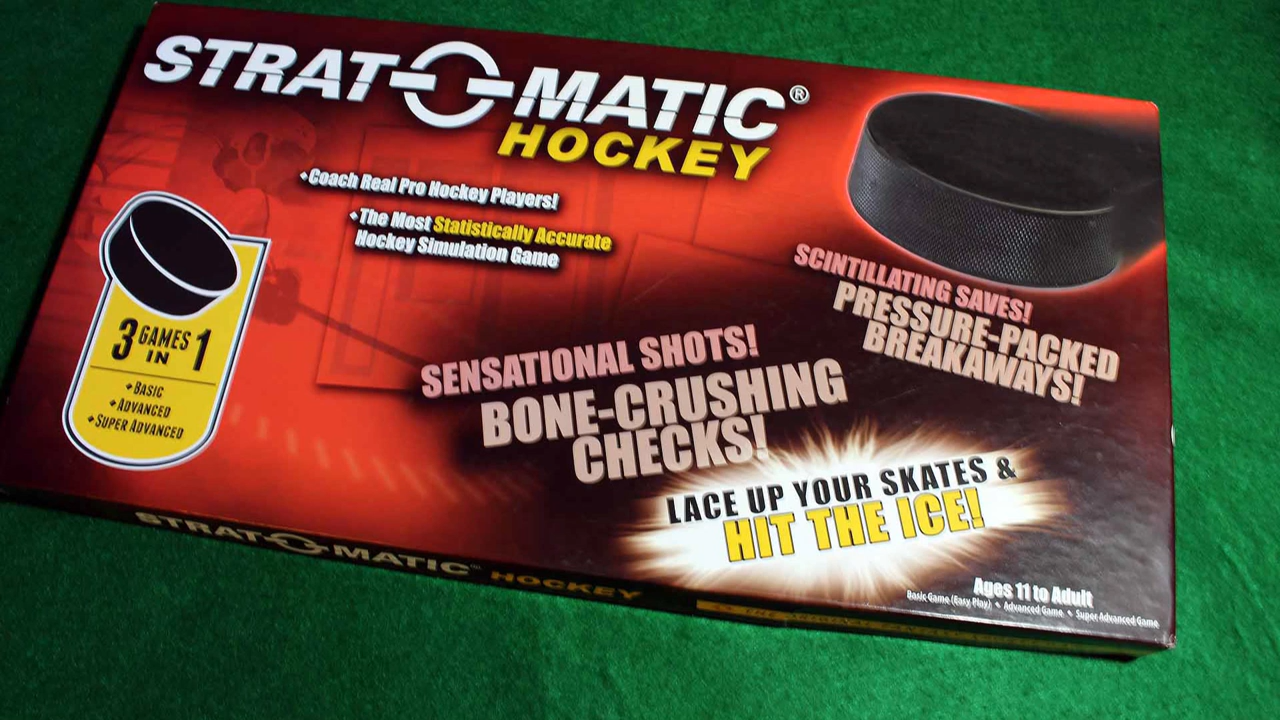 STRAT-O-MATIC®
HOCKEY
Coach Real Pro Hockey Players!
The Most Statistically Accurate
Hockey Simulation Game
3 GAMES IN 1
BASIC
ADVANCED
SUPER ADVANCED
SCINTILLATING SAVES!
PRESSURE-PACKED
BREAKAWAYS!
SENSATIONAL SHOTS!
BONE-CRUSHING
CHECKS!
LACE UP YOUR SKATES &
HIT THE ICE!
Ages 11 to Adult
Basic Game (Easy Play) • Advanced Game • Super Advanced Game
STRAT-O-MATIC HOCKEY